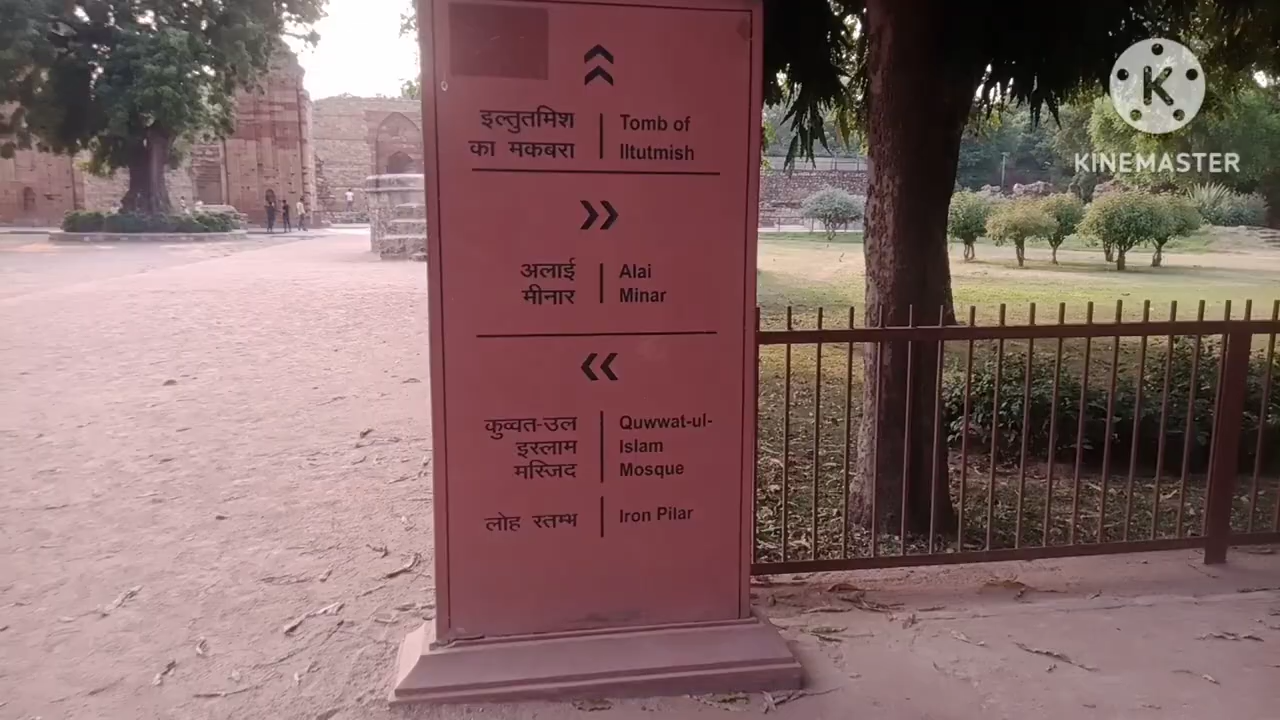 इल्तुतमिश
का मकबरा
Tomb of
Iltutmish
अलाई
मीनार
Alai
Minar
कुव्वत-उल
इस्लाम
मस्जिद
Quwwat-ul-
Islam
Mosque
लोह स्तम्भ
Iron Pilar
K
KINEMASTER